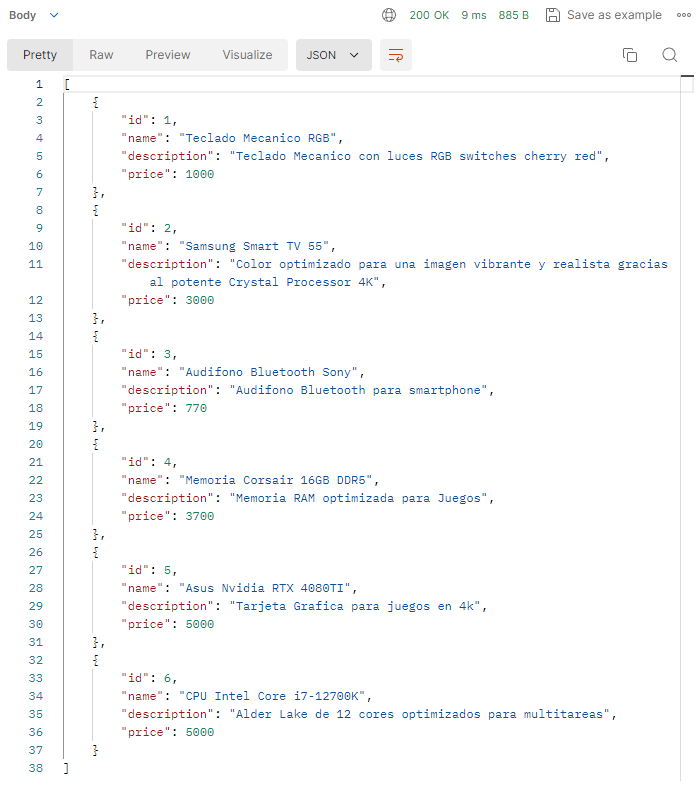 Body 200 OK 9 ms 885 B Save as example
Pretty Raw Preview Visualize JSON
1 [
2 {
3 "id": 1,
4 "name": "Teclado Mecanico RGB",
5 "description": "Teclado Mecanico con luces RGB switches cherry red",
6 "price": 1000
7 },
8 {
9 "id": 2,
10 "name": "Samsung Smart TV 55",
11 "description": "Color optimizado para una imagen vibrante y realista gracias
al potente Crystal Processor 4K",
12 "price": 3000
13 },
14 {
15 "id": 3,
16 "name": "Audifono Bluetooth Sony",
17 "description": "Audifono Bluetooth para smartphone",
18 "price": 770
19 },
20 {
21 "id": 4,
22 "name": "Memoria Corsair 16GB DDR5",
23 "description": "Memoria RAM optimizada para Juegos",
24 "price": 3700
25 },
26 {
27 "id": 5,
28 "name": "Asus Nvidia RTX 4080TI",
29 "description": "Tarjeta Grafica para juegos en 4k",
30 "price": 5000
31 },
32 {
33 "id": 6,
34 "name": "CPU Intel Core i7-12700K",
35 "description": "Alder Lake de 12 cores optimizados para multitareas",
36 "price": 5000
37 }
38 ]